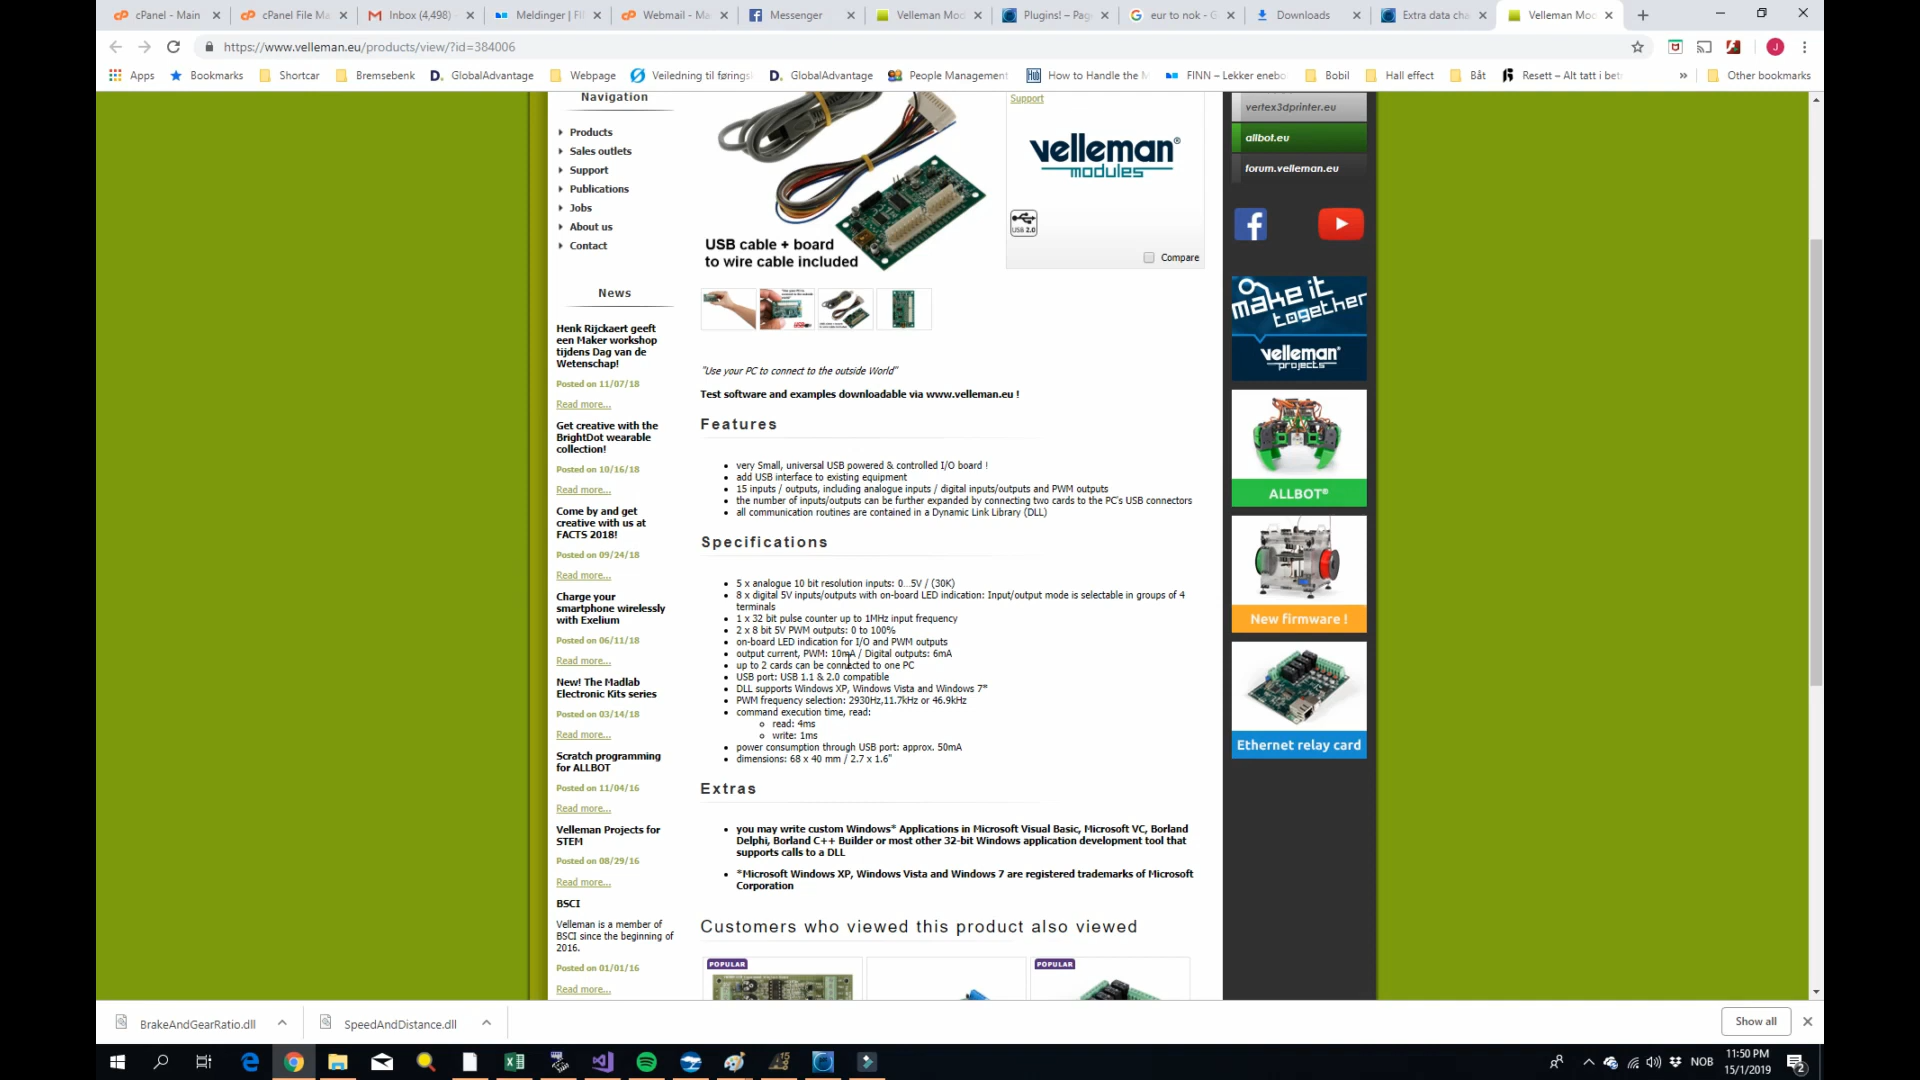 cPanel - Main
cPanel File Ma
Inbox (4,498) -
Meldinger | FI
Webmail - Ma
Messenger
Velleman Mod
Plugins! – Pag
eur to nok - G
Downloads
Extra data cha
Velleman Mod
https://www.velleman.eu/products/view/?id=384006
Apps
Bookmarks
Shortcar
Bremsebenk
GlobalAdvantage
Webpage
Veiledning til føring
GlobalAdvantage
People Management
How to Handle the M
FINN – Lekker enebo
Bobil
Hall effect
Båt
Resett – Alt tatt i bet
Other bookmarks
Navigation
Products
Sales outlets
Support
Publications
Jobs
About us
Contact
News
Henk Rijckaert geeft
een Maker workshop
tijdens Dag van de
Wetenschap!
Posted on 11/07/18
Read more...
Get creative with the
BrightDot wearable
collection!
Posted on 10/16/18
Read more...
Come by and get
creative with us at
FACTS 2018!
Posted on 09/24/18
Read more...
Charge your
smartphone wirelessly
with Exelium
Posted on 06/11/18
Read more...
New! The Madlab
Electronic Kits series
Posted on 03/14/18
Read more...
Scratch programming
for ALLBOT
Posted on 11/04/16
Read more...
Velleman Projects for
STEM
Posted on 08/29/16
Read more...
BSCI
Velleman is a member of
BSCI since the beginning of
2016.
Posted on 01/01/16
Read more...
USB cable + board
to wire cable included
Support
velleman®
modules
USB 2.0
Compare
"Use your PC to connect to the outside World"
Test software and examples downloadable via www.velleman.eu !
Features
very Small, universal USB powered & controlled I/O board !
add USB interface to existing equipment
15 inputs / outputs, including analogue inputs / digital inputs/outputs and PWM outputs
the number of inputs/outputs can be further expanded by connecting two cards to the PC's USB connectors
all communication routines are contained in a Dynamic Link Library (DLL)
Specifications
5 x analogue 10 bit resolution inputs: 0...5V / (30K)
8 x digital 5V inputs/outputs with on-board LED indication: Input/output mode is selectable in groups of 4
terminals
1 x 32 bit pulse counter up to 1MHz input frequency
2 x 8 bit 5V PWM outputs: 0 to 100%
on-board LED indication for I/O and PWM outputs
output current, PWM: 10mA / Digital outputs: 6mA
up to 2 cards can be connected to one PC
USB port: USB 1.1 & 2.0 compatible
DLL supports Windows XP, Windows Vista and Windows 7*
PWM frequency selection: 2930Hz,11.7kHz or 46.9kHz
command execution time, read:
read: 4ms
write: 1ms
power consumption through USB port: approx. 50mA
dimensions: 68 x 40 mm / 2.7 x 1.6"
Extras
you may write custom Windows* Applications in Microsoft Visual Basic, Microsoft VC, Borland
Delphi, Borland C++ Builder or most other 32-bit Windows application development tool that
supports calls to a DLL
*Microsoft Windows XP, Windows Vista and Windows 7 are registered trademarks of Microsoft
Corporation
Customers who viewed this product also viewed
POPULAR
POPULAR
vertex3dprinter.eu
allbot.eu
forum.velleman.eu
make it
together
velleman®
projects
ALLBOT®
New firmware !
Ethernet relay card
BrakeAndGearRatio.dll
SpeedAndDistance.dll
Show all
NOB
11:50 PM
15/1/2019
2